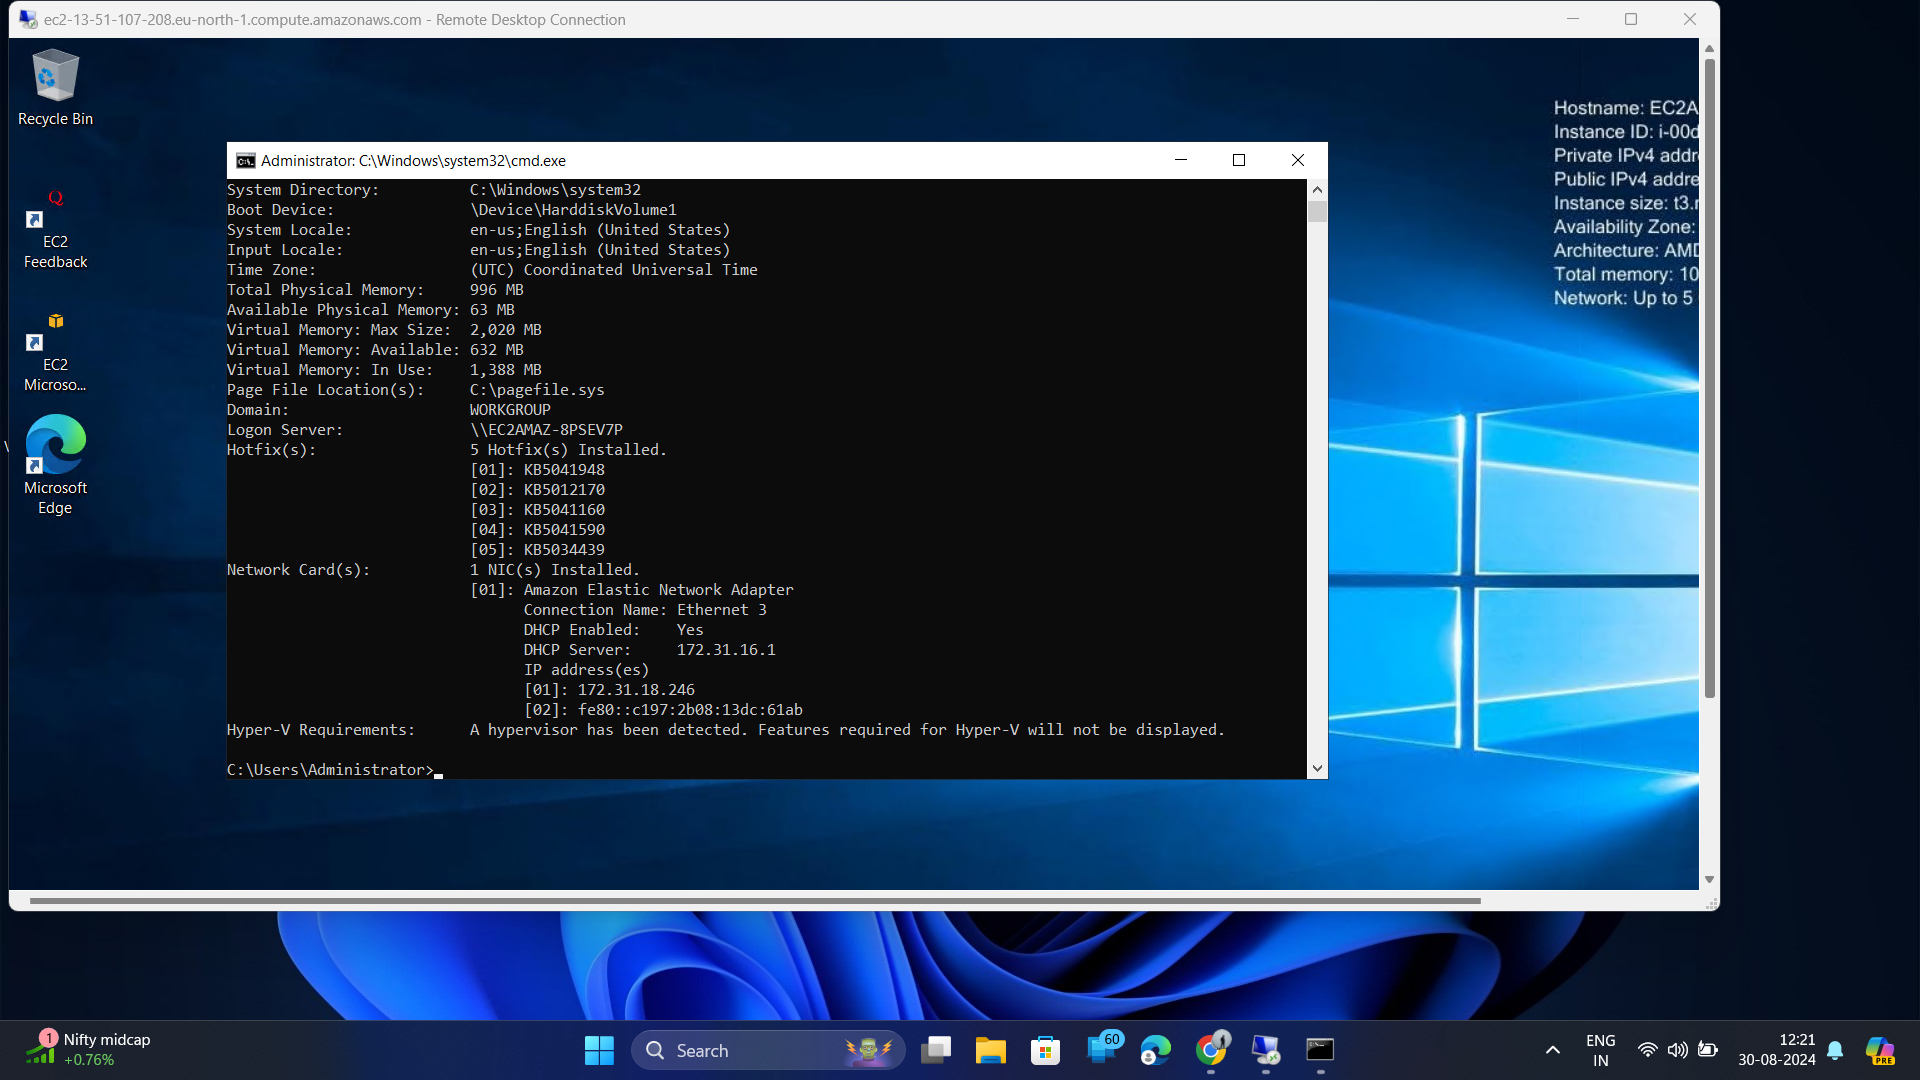 ec2-13-51-107-208.eu-north-1.compute.amazonaws.com - Remote Desktop Connection
Recycle Bin
EC2
Feedback
EC2
Microso...
Microsoft
Edge
Hostname: EC2A
Instance ID: i-00d
Private IPv4 addr
Public IPv4 addre
Instance size: t3.
Availability Zone:
Architecture: AMD
Total memory: 10
Network: Up to 5
Administrator: C:\Windows\system32\cmd.exe
System Directory: C:\Windows\system32
Boot Device: \Device\HarddiskVolume1
System Locale: en-us;English (United States)
Input Locale: en-us;English (United States)
Time Zone: (UTC) Coordinated Universal Time
Total Physical Memory: 996 MB
Available Physical Memory: 63 MB
Virtual Memory: Max Size: 2,020 MB
Virtual Memory: Available: 632 MB
Virtual Memory: In Use: 1,388 MB
Page File Location(s): C:\pagefile.sys
Domain: WORKGROUP
Logon Server: \\EC2AMAZ-8PSEV7P
Hotfix(s): 5 Hotfix(s) Installed.
[01]: KB5041948
[02]: KB5012170
[03]: KB5041160
[04]: KB5041590
[05]: KB5034439
Network Card(s): 1 NIC(s) Installed.
[01]: Amazon Elastic Network Adapter
Connection Name: Ethernet 3
DHCP Enabled: Yes
DHCP Server: 172.31.16.1
IP address(es)
[01]: 172.31.18.246
[02]: fe80::c197:2b08:13dc:61ab
Hyper-V Requirements: A hypervisor has been detected. Features required for Hyper-V will not be displayed.
C:\Users\Administrator>
1
Nifty midcap
+0.76%
Search
60
ENG
IN
12:21
30-08-2024
PRE